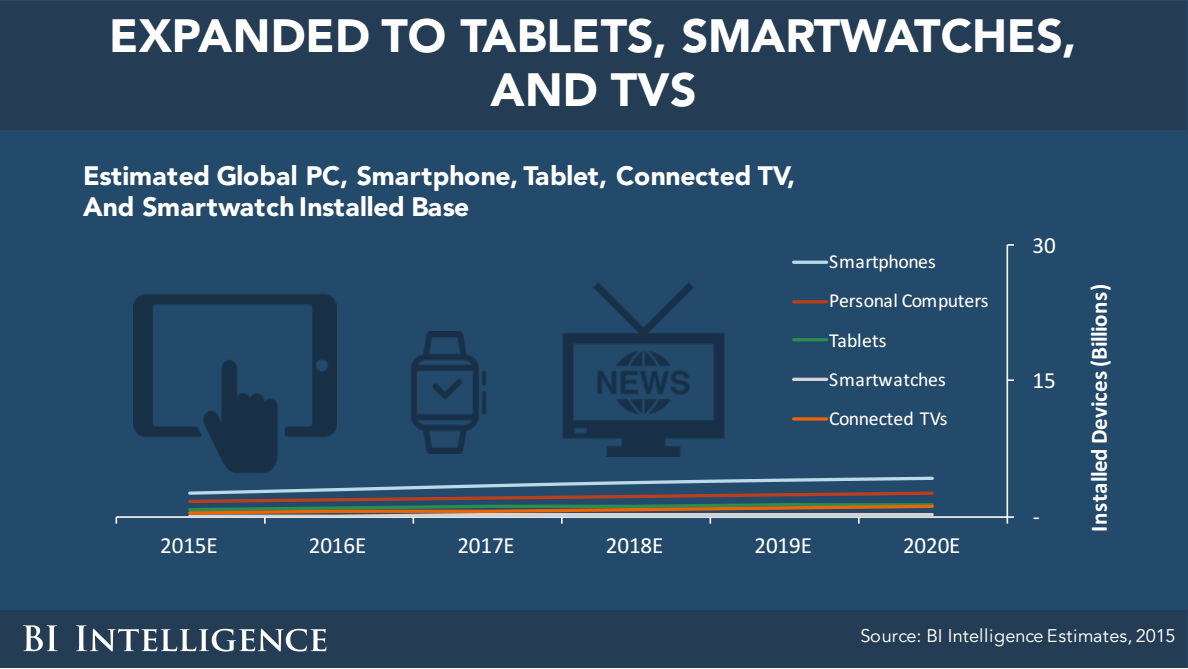 EXPANDED TO TABLETS, SMARTWATCHES,
AND TVS
Estimated Global PC, Smartphone, Tablet, Connected TV,
And Smartwatch Installed Base
Smartphones
Personal Computers
Tablets
Smartwatches
Connected TVs
NEWS
30
15
-
Installed Devices (Billions)
2015E 2016E 2017E 2018E 2019E 2020E
BI INTELLIGENCE
Source: BI Intelligence Estimates, 2015